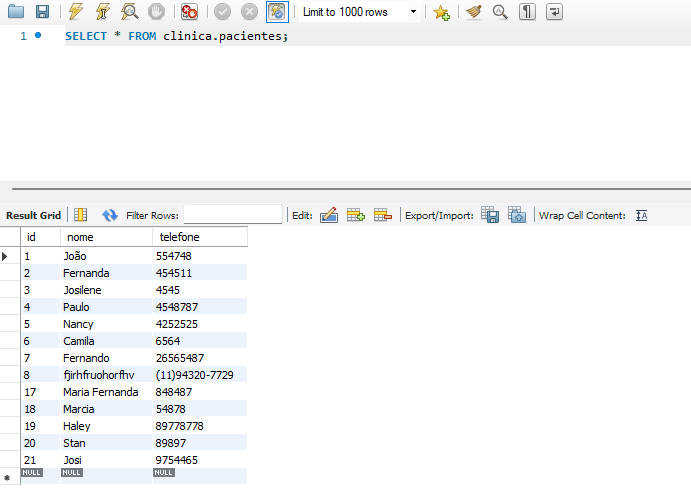 Limit to 1000 rows
1 SELECT * FROM clinica.pacientes;
Result Grid Filter Rows: Edit: Export/Import: Wrap Cell Content:
id nome telefone
1 João 554748
2 Fernanda 454511
3 Josilene 4545
4 Paulo 4548787
5 Nancy 4252525
6 Camila 6564
7 Fernando 26565487
8 fjirhfruohorfhv (11)94320-7729
17 Maria Fernanda 848487
18 Marcia 54878
19 Haley 89778778
20 Stan 89897
21 Josi 9754465
NULL NULL NULL